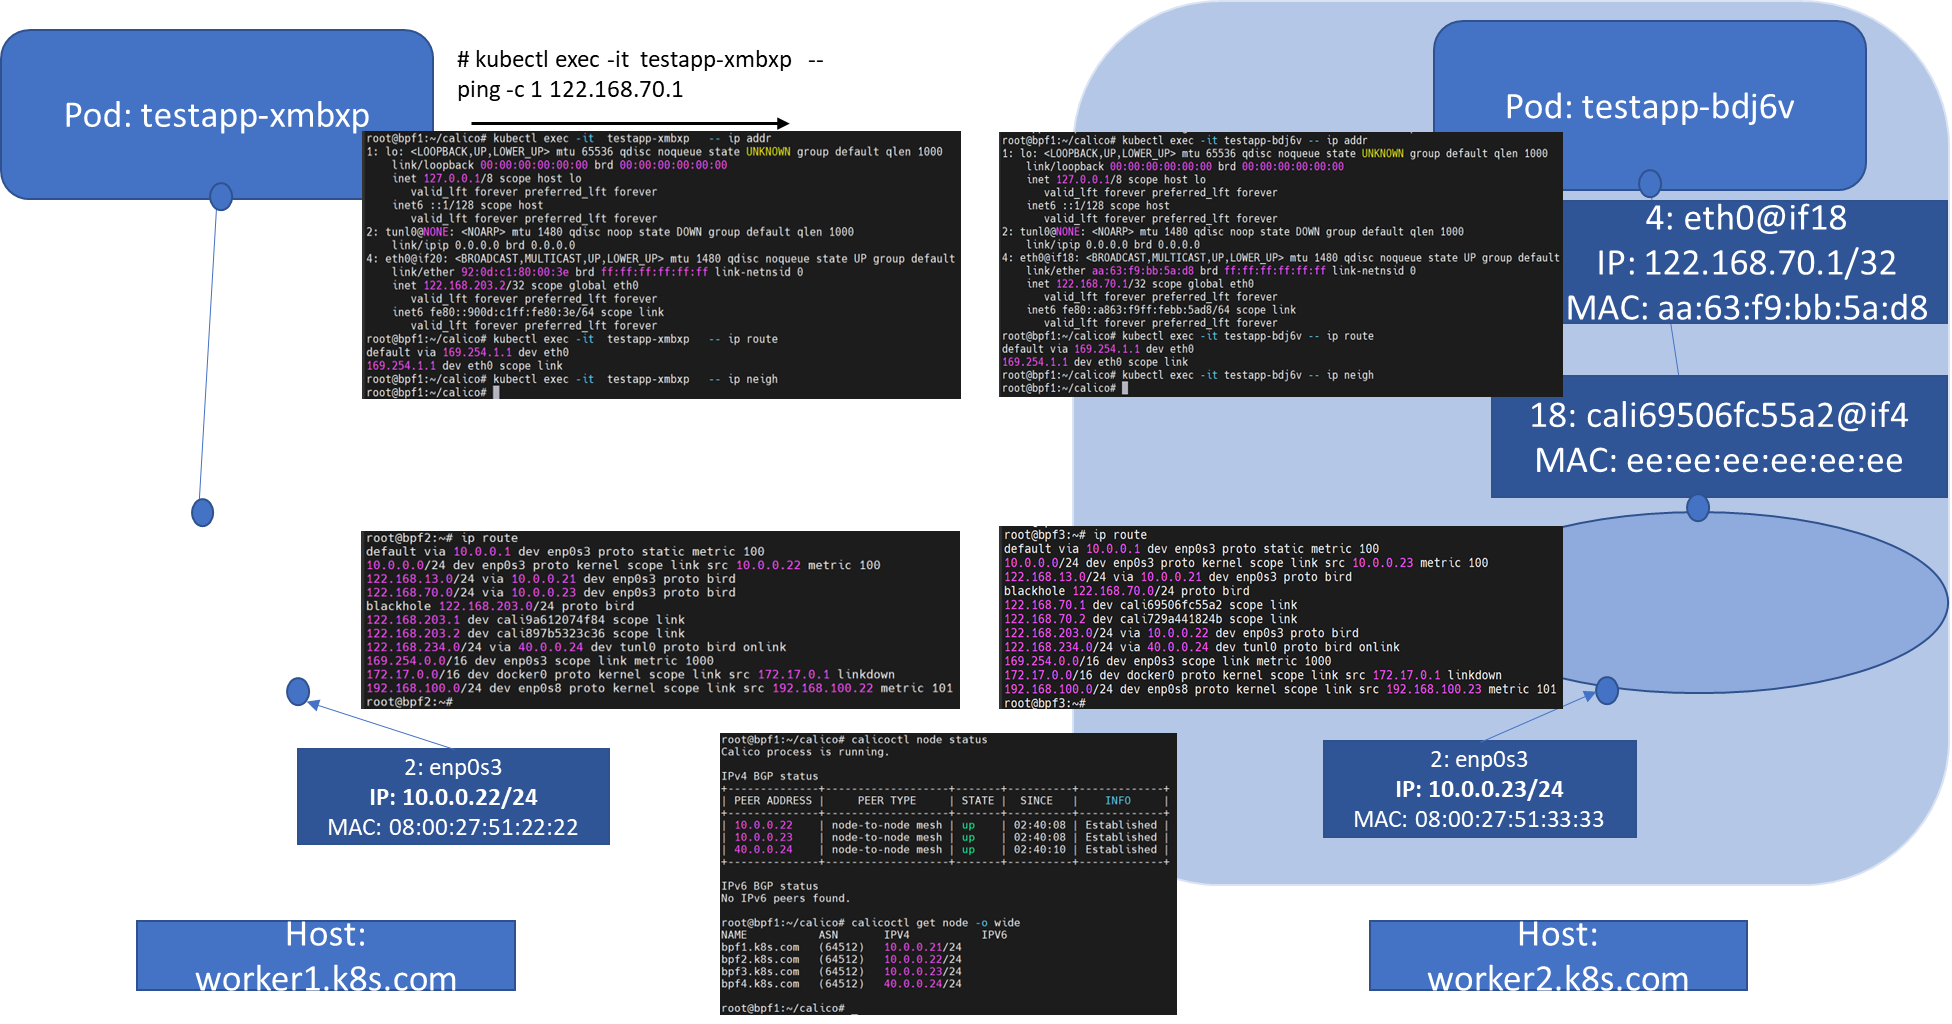 Pod: testapp-xmbxp
# kubectl exec -it  testapp-xmbxp   --
ping -c 1 122.168.70.1
Pod: testapp-bdj6v
root@bpf1:~/calico# kubectl exec -it  testapp-xmbxp   -- ip addr
1: lo: <LOOPBACK,UP,LOWER_UP> mtu 65536 qdisc noqueue state UNKNOWN group default qlen 1000
    link/loopback 00:00:00:00:00:00 brd 00:00:00:00:00:00
    inet 127.0.0.1/8 scope host lo
       valid_lft forever preferred_lft forever
    inet6 ::1/128 scope host
       valid_lft forever preferred_lft forever
2: tunl0@NONE: <NOARP> mtu 1480 qdisc noop state DOWN group default qlen 1000
    link/ipip 0.0.0.0 brd 0.0.0.0
4: eth0@if20: <BROADCAST,MULTICAST,UP,LOWER_UP> mtu 1480 qdisc noqueue state UP group default
    link/ether 92:0d:c1:80:00:3e brd ff:ff:ff:ff:ff:ff link-netnsid 0
    inet 122.168.203.2/32 scope global eth0
       valid_lft forever preferred_lft forever
    inet6 fe80::900d:c1ff:fe80:3e/64 scope link
       valid_lft forever preferred_lft forever
root@bpf1:~/calico# kubectl exec -it  testapp-xmbxp   -- ip route
default via 169.254.1.1 dev eth0
169.254.1.1 dev eth0 scope link
root@bpf1:~/calico# kubectl exec -it  testapp-xmbxp   -- ip neigh
root@bpf1:~/calico#
root@bpf1:~/calico# kubectl exec -it testapp-bdj6v -- ip addr
1: lo: <LOOPBACK,UP,LOWER_UP> mtu 65536 qdisc noqueue state UNKNOWN group default qlen 1000
    link/loopback 00:00:00:00:00:00 brd 00:00:00:00:00:00
    inet 127.0.0.1/8 scope host lo
       valid_lft forever preferred_lft forever
    inet6 ::1/128 scope host
       valid_lft forever preferred_lft forever
2: tunl0@NONE: <NOARP> mtu 1480 qdisc noop state DOWN group default qlen 1000
    link/ipip 0.0.0.0 brd 0.0.0.0
4: eth0@if18: <BROADCAST,MULTICAST,UP,LOWER_UP> mtu 1480 qdisc noqueue state UP group default
    link/ether aa:63:f9:bb:5a:d8 brd ff:ff:ff:ff:ff:ff link-netnsid 0
    inet 122.168.70.1/32 scope global eth0
       valid_lft forever preferred_lft forever
    inet6 fe80::a863:f9ff:febb:5ad8/64 scope link
       valid_lft forever preferred_lft forever
root@bpf1:~/calico# kubectl exec -it testapp-bdj6v -- ip route
default via 169.254.1.1 dev eth0
169.254.1.1 dev eth0 scope link
root@bpf1:~/calico# kubectl exec -it testapp-bdj6v -- ip neigh
root@bpf1:~/calico#
4: eth0@if18
IP: 122.168.70.1/32
MAC: aa:63:f9:bb:5a:d8
18: cali69506fc55a2@if4
MAC: ee:ee:ee:ee:ee:ee
root@bpf2:~# ip route
default via 10.0.0.1 dev enp0s3 proto static metric 100
10.0.0.0/24 dev enp0s3 proto kernel scope link src 10.0.0.22 metric 100
122.168.13.0/24 via 10.0.0.21 dev enp0s3 proto bird
122.168.70.0/24 via 10.0.0.23 dev enp0s3 proto bird
blackhole 122.168.203.0/24 proto bird
122.168.203.1 dev cali9a612074f84 scope link
122.168.203.2 dev cali897b5323c36 scope link
122.168.234.0/24 via 40.0.0.24 dev tunl0 proto bird onlink
169.254.0.0/16 dev enp0s3 scope link metric 1000
172.17.0.0/16 dev docker0 proto kernel scope link src 172.17.0.1 linkdown
192.168.100.0/24 dev enp0s8 proto kernel scope link src 192.168.100.22 metric 101
root@bpf2:~#
root@bpf3:~# ip route
default via 10.0.0.1 dev enp0s3 proto static metric 100
10.0.0.0/24 dev enp0s3 proto kernel scope link src 10.0.0.23 metric 100
122.168.13.0/24 via 10.0.0.21 dev enp0s3 proto bird
blackhole 122.168.70.0/24 proto bird
122.168.70.1 dev cali69506fc55a2 scope link
122.168.70.2 dev cali729a441824b scope link
122.168.203.0/24 via 10.0.0.22 dev enp0s3 proto bird
122.168.234.0/24 via 40.0.0.24 dev tunl0 proto bird onlink
169.254.0.0/16 dev enp0s3 scope link metric 1000
172.17.0.0/16 dev docker0 proto kernel scope link src 172.17.0.1 linkdown
192.168.100.0/24 dev enp0s8 proto kernel scope link src 192.168.100.23 metric 101
root@bpf3:~#
2: enp0s3
IP: 10.0.0.22/24
MAC: 08:00:27:51:22:22
root@bpf1:~/calico# calicoctl node status
Calico process is running.
IPv4 BGP status
+--------------+-------------------+-------+----------+-------------+
| PEER ADDRESS |     PEER TYPE     | STATE |  SINCE   |    INFO     |
+--------------+-------------------+-------+----------+-------------+
| 10.0.0.22    | node-to-node mesh | up    | 02:40:08 | Established |
| 10.0.0.23    | node-to-node mesh | up    | 02:40:08 | Established |
| 40.0.0.24    | node-to-node mesh | up    | 02:40:10 | Established |
+--------------+-------------------+-------+----------+-------------+
IPv6 BGP status
No IPv6 peers found.
root@bpf1:~/calico# calicoctl get node -o wide
NAME           ASN       IPV4           IPV6
bpf1.k8s.com   (64512)   10.0.0.21/24
bpf2.k8s.com   (64512)   10.0.0.22/24
bpf3.k8s.com   (64512)   10.0.0.23/24
bpf4.k8s.com   (64512)   40.0.0.24/24
root@bpf1:~/calico# _
2: enp0s3
IP: 10.0.0.23/24
MAC: 08:00:27:51:33:33
Host:
worker1.k8s.com
Host:
worker2.k8s.com